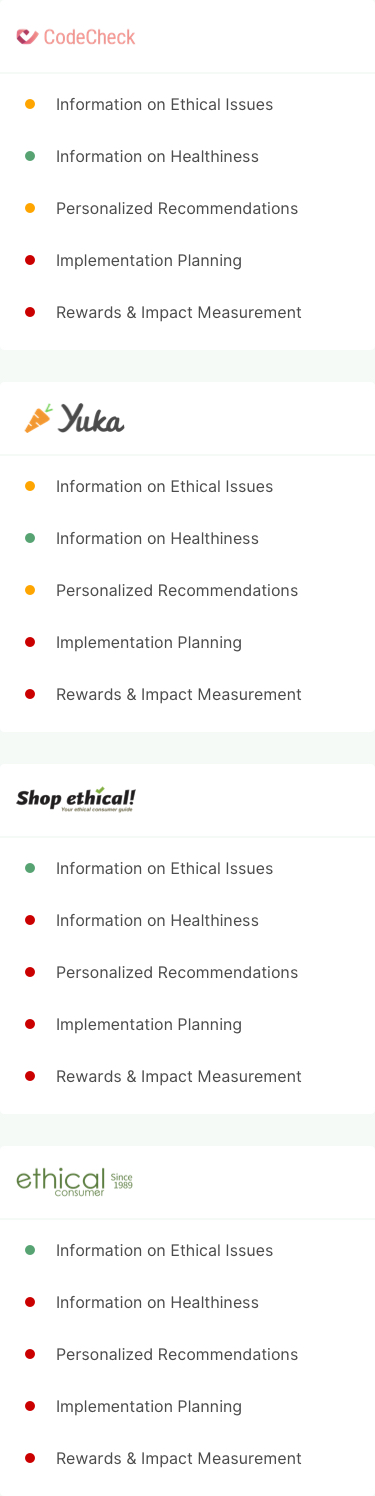 CodeCheck
Information on Ethical Issues
Information on Healthiness
Personalized Recommendations
Implementation Planning
Rewards & Impact Measurement
Yuka
Information on Ethical Issues
Information on Healthiness
Personalized Recommendations
Implementation Planning
Rewards & Impact Measurement
Shop ethical!
Your ethical consumer guide
Information on Ethical Issues
Information on Healthiness
Personalized Recommendations
Implementation Planning
Rewards & Impact Measurement
ethical Since
consumer 1989
Information on Ethical Issues
Information on Healthiness
Personalized Recommendations
Implementation Planning
Rewards & Impact Measurement